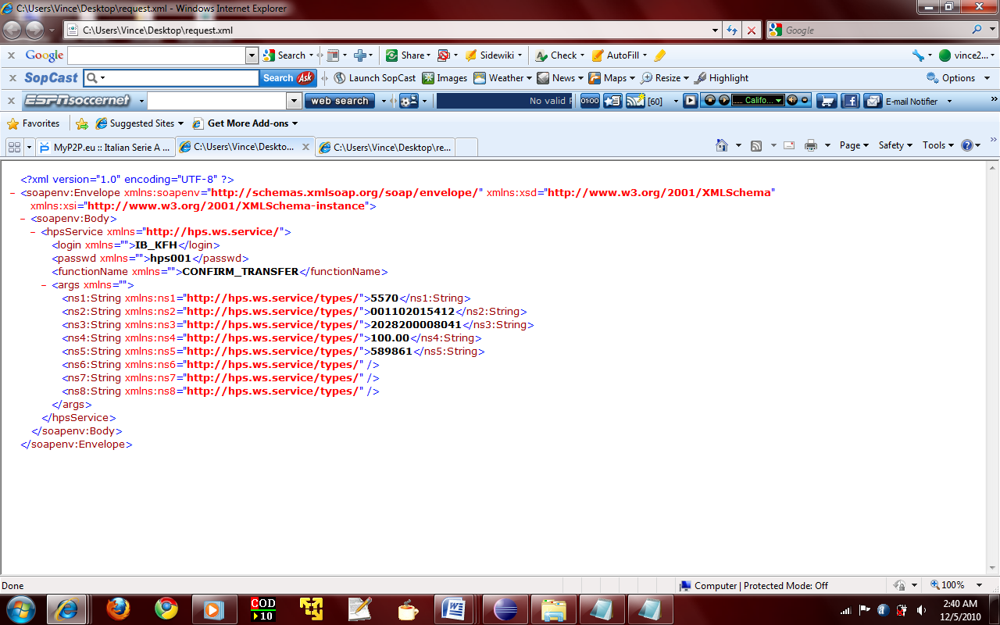 C:\Users\Vince\Desktop\request.xml - Windows Internet Explorer
C:\Users\Vince\Desktop\request.xml
Google
x Google Search Share Sidewiki Check AutoFill vince2...
x SopCast Search Ask Launch SopCast Images Weather News Maps Resize Highlight Options
x ESPNsoccernet web search No valid 01:00 [60] ..... Califo... E-mail Notifier
Favorites Suggested Sites Get More Add-ons
MyP2P.eu :: Italian Serie A ... C:\Users\Vince\Deskto... x C:\Users\Vince\Desktop\re... Page Safety Tools
<?xml version="1.0" encoding="UTF-8" ?>
- <soapenv:Envelope xmlns:soapenv="http://schemas.xmlsoap.org/soap/envelope/" xmlns:xsd="http://www.w3.org/2001/XMLSchema"
xmlns:xsi="http://www.w3.org/2001/XMLSchema-instance">
- <soapenv:Body>
- <hpsService xmlns="http://hps.ws.service/">
<login xmlns="">IB_KFH</login>
<passwd xmlns="">hps001</passwd>
<functionName xmlns="">CONFIRM_TRANSFER</functionName>
- <args xmlns="">
<ns1:String xmlns:ns1="http://hps.ws.service/types/">5570</ns1:String>
<ns2:String xmlns:ns2="http://hps.ws.service/types/">001102015412</ns2:String>
<ns3:String xmlns:ns3="http://hps.ws.service/types/">2028200008041</ns3:String>
<ns4:String xmlns:ns4="http://hps.ws.service/types/">100.00</ns4:String>
<ns5:String xmlns:ns5="http://hps.ws.service/types/">589861</ns5:String>
<ns6:String xmlns:ns6="http://hps.ws.service/types/" />
<ns7:String xmlns:ns7="http://hps.ws.service/types/" />
<ns8:String xmlns:ns8="http://hps.ws.service/types/" />
</args>
</hpsService>
</soapenv:Body>
</soapenv:Envelope>
Done Computer | Protected Mode: Off 100%
COD
10
2:40 AM
12/5/2010